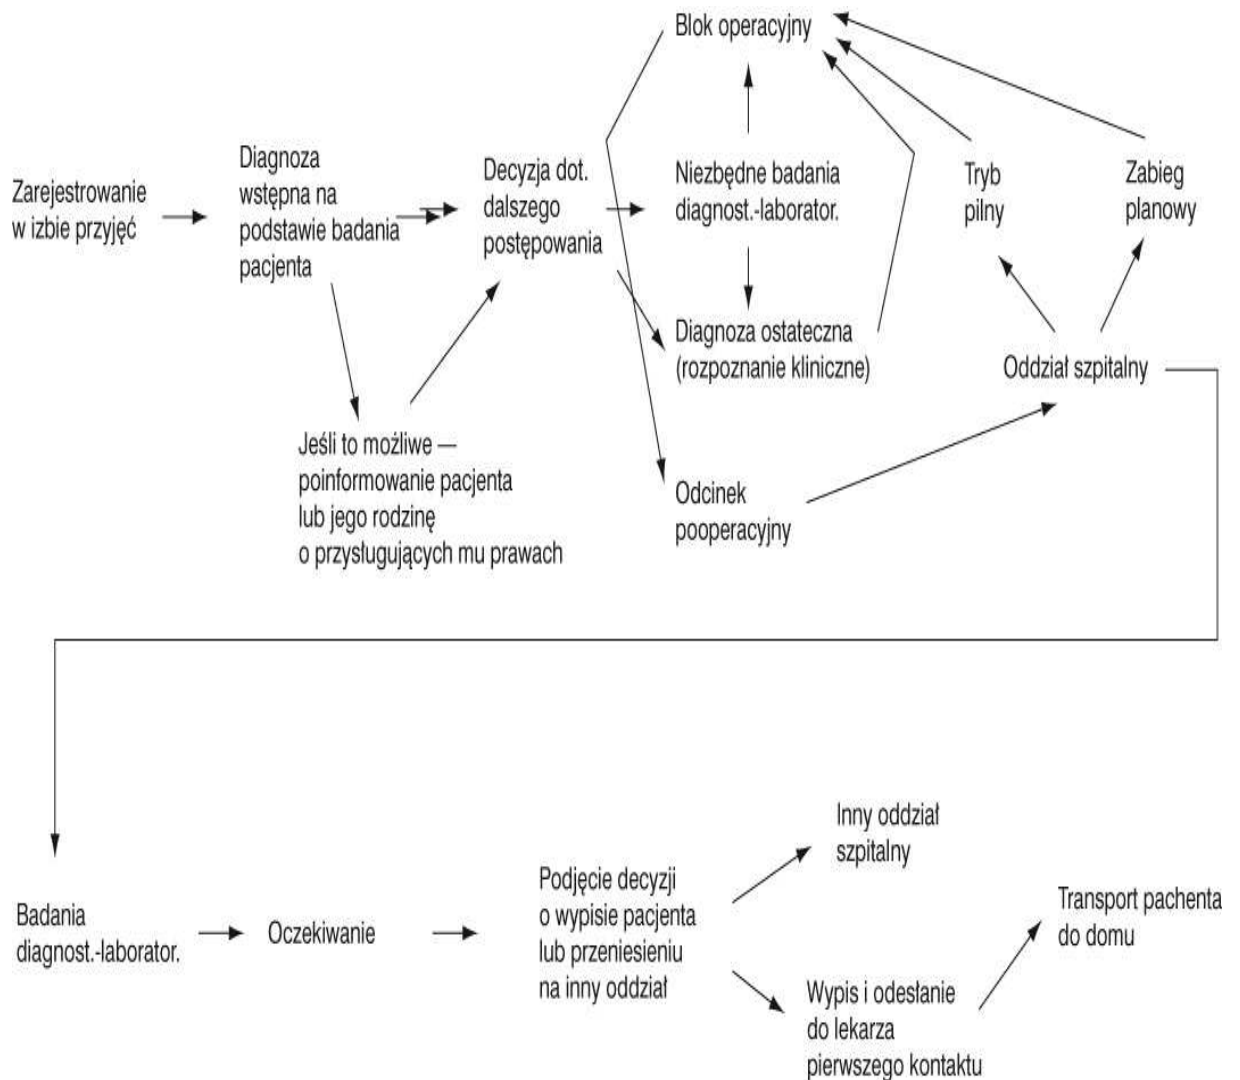 Blok operacyjny
Zarejestrowanie
w izbie przyjęć
Diagnoza
wstępna na
podstawie badania
pacjenta
Decyzja dot.
dalszego
postępowania
Niezbędne badania
diagnost.-laborator.
Tryb
pilny
Zabieg
planowy
Diagnoza ostateczna
(rozpoznanie kliniczne)
Oddział szpitalny
Jeśli to możliwe —
poinformowanie pacjenta
lub jego rodzinę
o przysługujących mu prawach
Odcinek
pooperacyjny
Badania
diagnost.-laborator.
Oczekiwanie
Podjęcie decyzji
o wypisie pacjenta
lub przeniesieniu
na inny oddział
Inny oddział
szpitalny
Wypis i odesłanie
do lekarza
pierwszego kontaktu
Transport pachenta
do domu